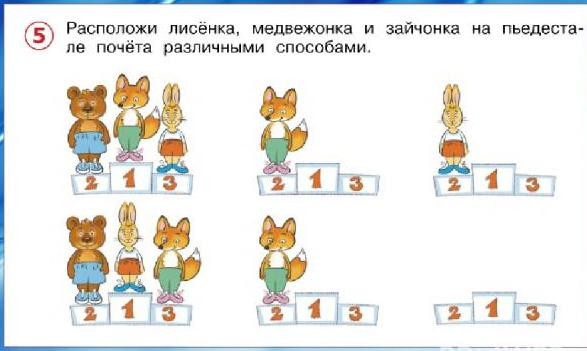 5 Расположи лисёнка, медвежонка и зайчонка на пьедеста-
ле почёта различными способами.
2 1 3 2 1 3 2 1 3
2 1 3 2 1 3 2 1 3